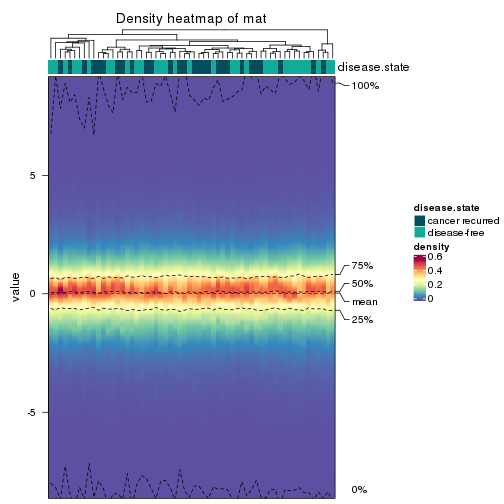 Density heatmap of mat
disease.state
100%
5
75%
50%
0
mean
25%
-5
0%
value
disease.state
cancer recurred
disease-free
density
0.6
0.4
0.2
0